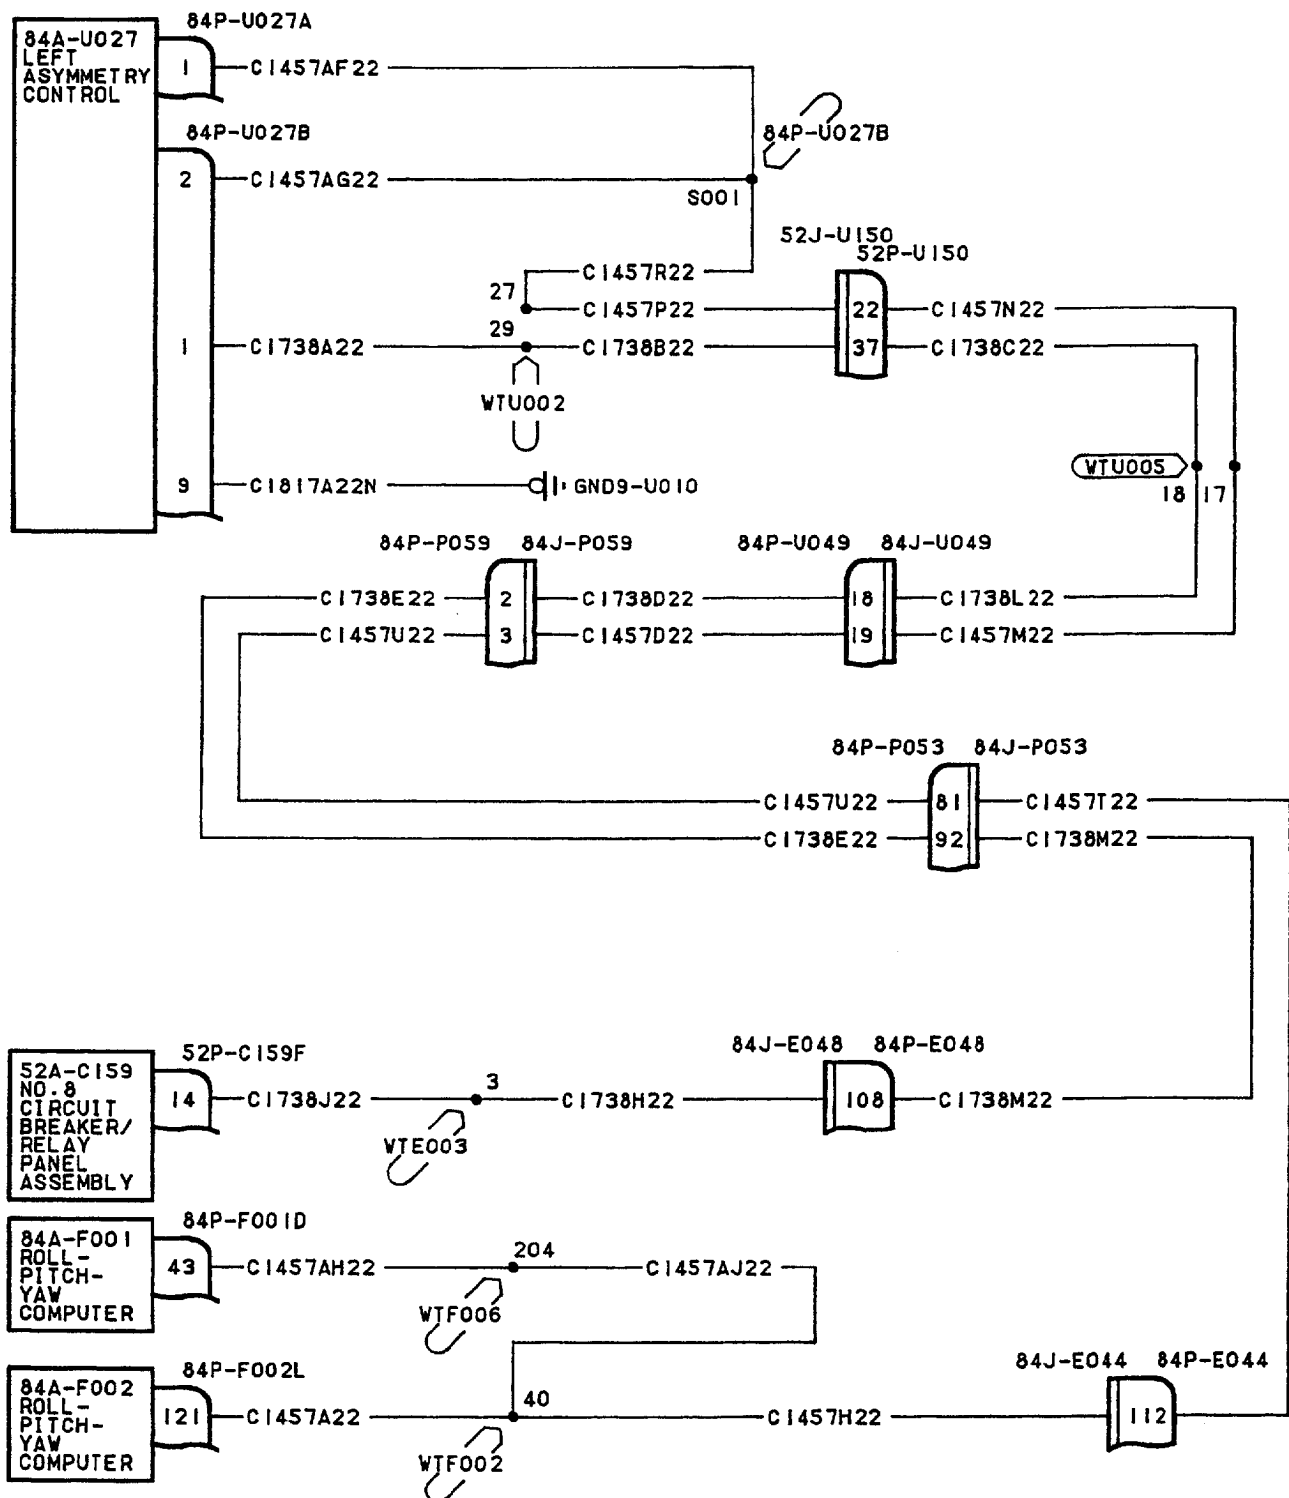 84P-U027A
84A-U027
LEFT
ASYMMETRY
CONTROL
1
C1457AF22
84P-U027B
84P-U027B
2
C1457AG22
S001
52J-U150
52P-U150
C1457R22
27
C1457P22
22
C1457N22
29
1
C1738A22
C1738B22
37
C1738C22
WTU002
WTU005
18
17
9
C1817A22N
GND9-U010
84P-P059
84J-P059
84P-U049
84J-U049
C1738E22
2
C1738D22
18
C1738L22
C1457U22
3
C1457D22
19
C1457M22
84P-P053
84J-P053
C1457U22
81
C1457T22
C1738E22
92
C1738M22
52P-C159F
84J-E048
84P-E048
52A-C159
NO.8
CIRCUIT
BREAKER/
RELAY
PANEL
ASSEMBLY
14
C1738J22
3
C1738H22
108
C1738M22
WTE003
84P-F001D
84A-F001
ROLL-
PITCH-
YAW
COMPUTER
43
C1457AH22
204
C1457AJ22
WTF006
84P-F002L
84J-E044
84P-E044
84A-F002
ROLL-
PITCH-
YAW
COMPUTER
121
C1457A22
40
C1457H22
112
WTF002